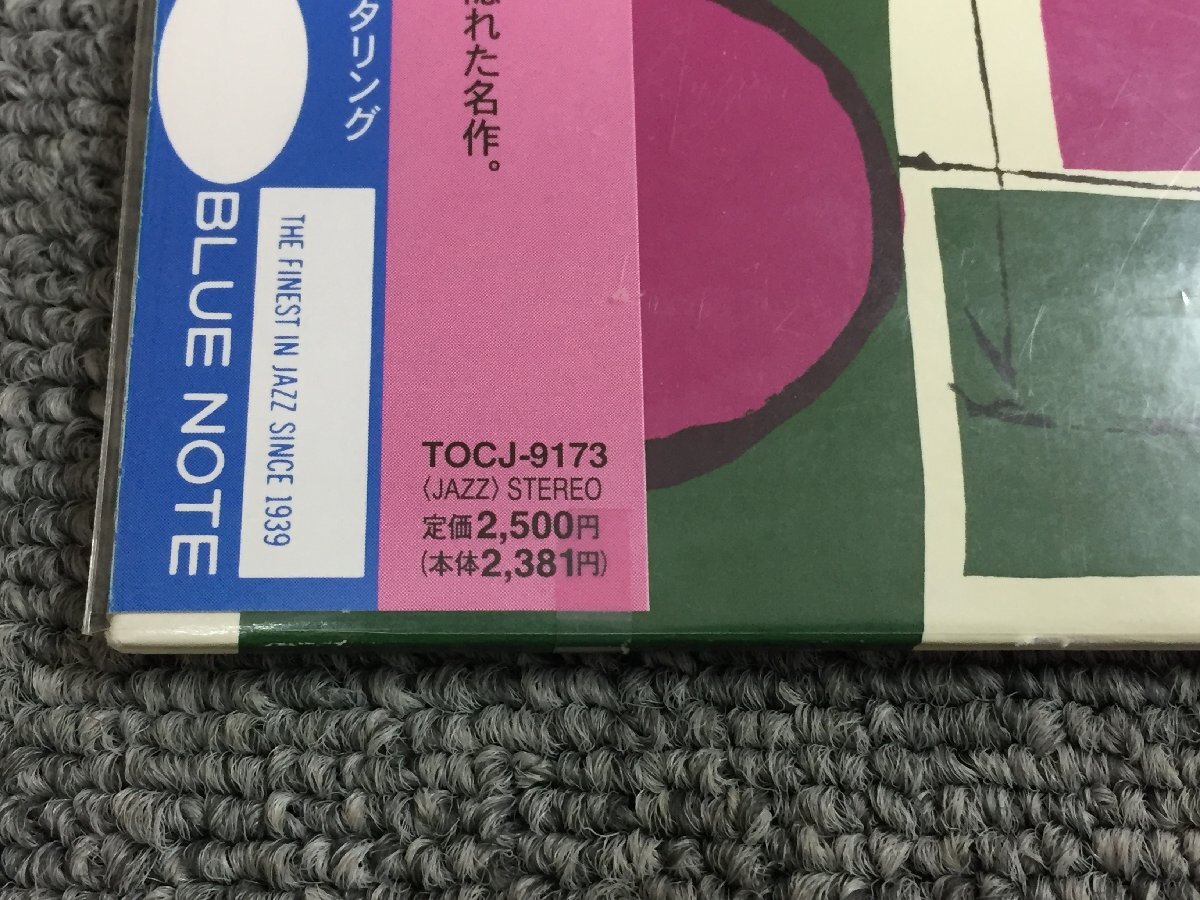 タリング
隠れた名作。
BLUE NOTE
THE FINEST IN JAZZ SINCE 1939
TOCJ-9173
〈JAZZ〉 STEREO
定価2,500円
(本体2,381円)